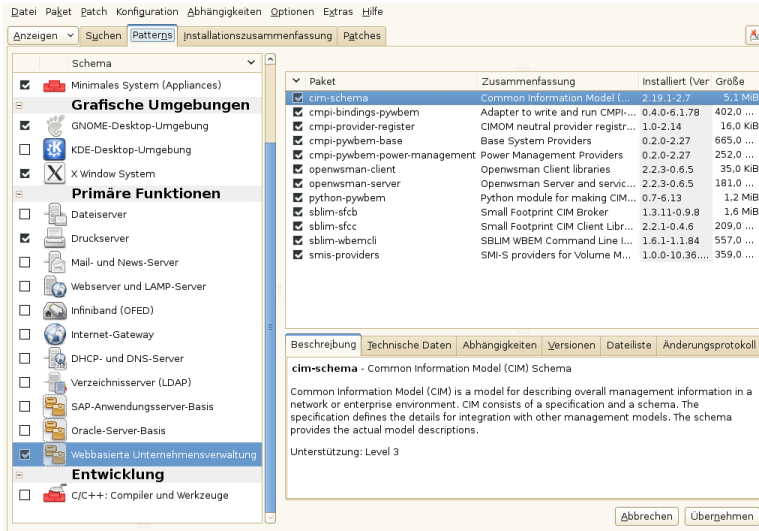 Datei Paket Patch Konfiguration Abhängigkeiten Optionen Extras Hilfe
Anzeigen Suchen Patterns Installationszusammenfassung Patches
Schema
Minimales System (Appliances)
Grafische Umgebungen
GNOME-Desktop-Umgebung
KDE-Desktop-Umgebung
X Window System
Primäre Funktionen
Dateiserver
Druckserver
Mail- und News-Server
Webserver und LAMP-Server
Infiniband (OFED)
Internet-Gateway
DHCP- und DNS-Server
Verzeichnisserver (LDAP)
SAP-Anwendungsserver-Basis
Oracle-Server-Basis
Webbasierte Unternehmensverwaltung
Entwicklung
C/C++: Compiler und Werkzeuge
Paket Zusammenfassung Installiert (Ver Größe
cim-schema Common Information Model (... 2.19.1-2.7 5,1 MiB
cmpi-bindings-pywbem Adapter to write and run CMPI-... 0.4.0-6.1.78 402,0 ...
cmpi-provider-register CIMOM neutral provider registr... 1.0-2.14 16,0 KiB
cmpi-pywbem-base Base System Providers 0.2.0-2.27 665,0 ...
cmpi-pywbem-power-management Power Management Providers 0.2.0-2.27 252,0 ...
openwsman-client Openwsman Client libraries 2.2.3-0.6.5 35,0 KiB
openwsman-server Openwsman Server and servic... 2.2.3-0.6.5 181,0 ...
python-pywbem Python module for making CIM... 0.7-6.13 1,2 MiB
sblim-sfcb Small Footprint CIM Broker 1.3.11-0.9.8 1,6 MiB
sblim-sfcc Small Footprint CIM Client Libr... 2.2.1-0.4.6 209,0 ...
sblim-wbemcli SBLIM WBEM Command Line I... 1.6.1-1.1.84 557,0 ...
smis-providers SMI-S providers for Volume M... 1.0.0-10.36.... 359,0 ...
Beschreibung Technische Daten Abhängigkeiten Versionen Dateiliste Änderungsprotokoll
cim-schema - Common Information Model (CIM) Schema
Common Information Model (CIM) is a model for describing overall management information in a
network or enterprise environment. CIM consists of a specification and a schema. The
specification defines the details for integration with other management models. The schema
provides the actual model descriptions.
Unterstützung: Level 3
Abbrechen Übernehmen